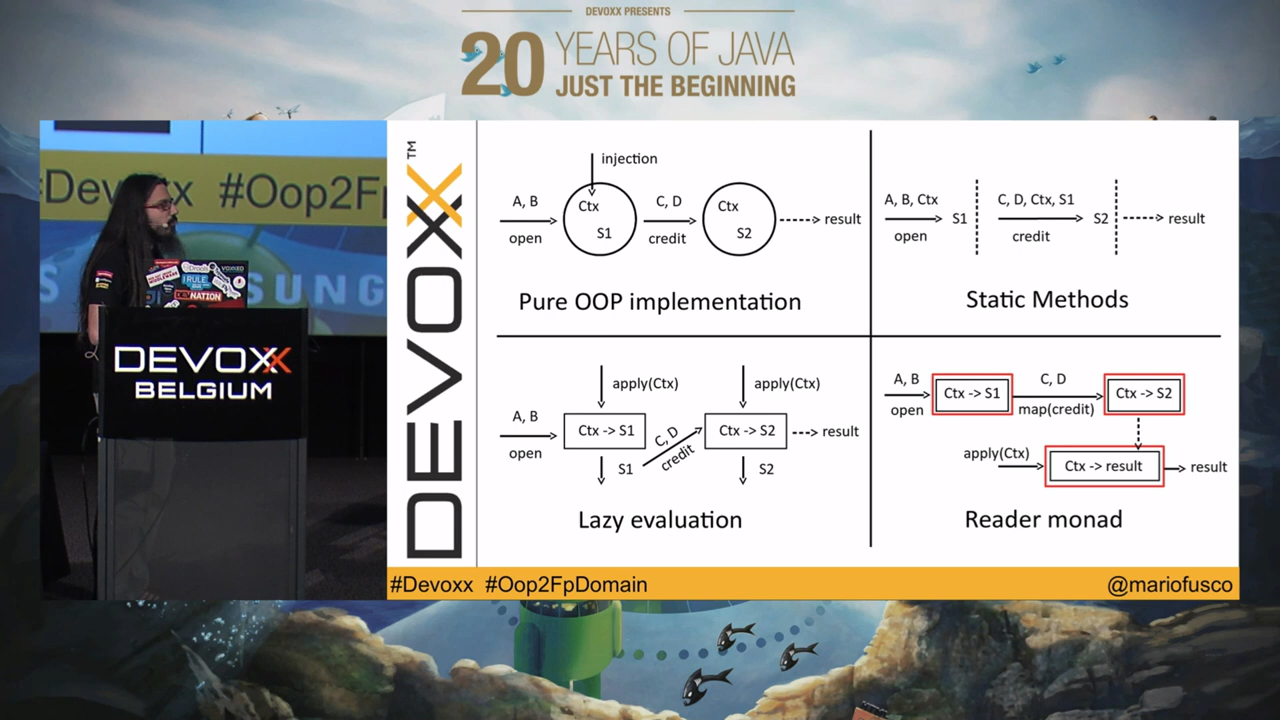 DEVOXX PRESENTS
20 YEARS OF JAVA
JUST THE BEGINNING
#Oop2Fp
SUNG
DEVNATION
DEVOXX
BELGIUM
DEVOXX™
injection
A, B
open
Ctx
S1
C, D
credit
Ctx
S2
result
Pure OOP implementation
A, B, Ctx
open
S1
C, D, Ctx, S1
credit
S2
result
Static Methods
apply(Ctx)
apply(Ctx)
A, B
open
Ctx -> S1
C, D
credit
Ctx -> S2
result
S1
S2
Lazy evaluation
A, B
open
Ctx -> S1
C, D
map(credit)
Ctx -> S2
apply(Ctx)
Ctx -> result
result
Reader monad
#Devoxx #Oop2FpDomain
@mariofusco